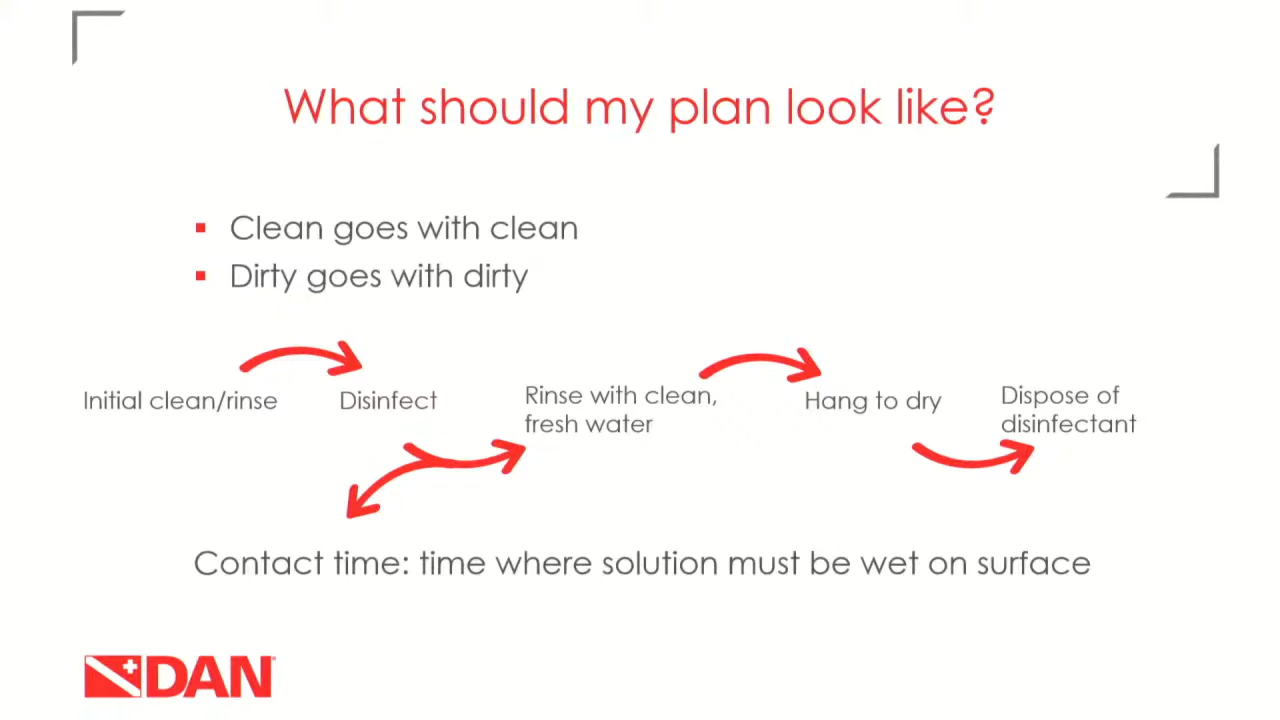 What should my plan look like?
Clean goes with clean
Dirty goes with dirty
Initial clean/rinse
Disinfect
Rinse with clean,
fresh water
Hang to dry
Dispose of
disinfectant
Contact time: time where solution must be wet on surface
DAN